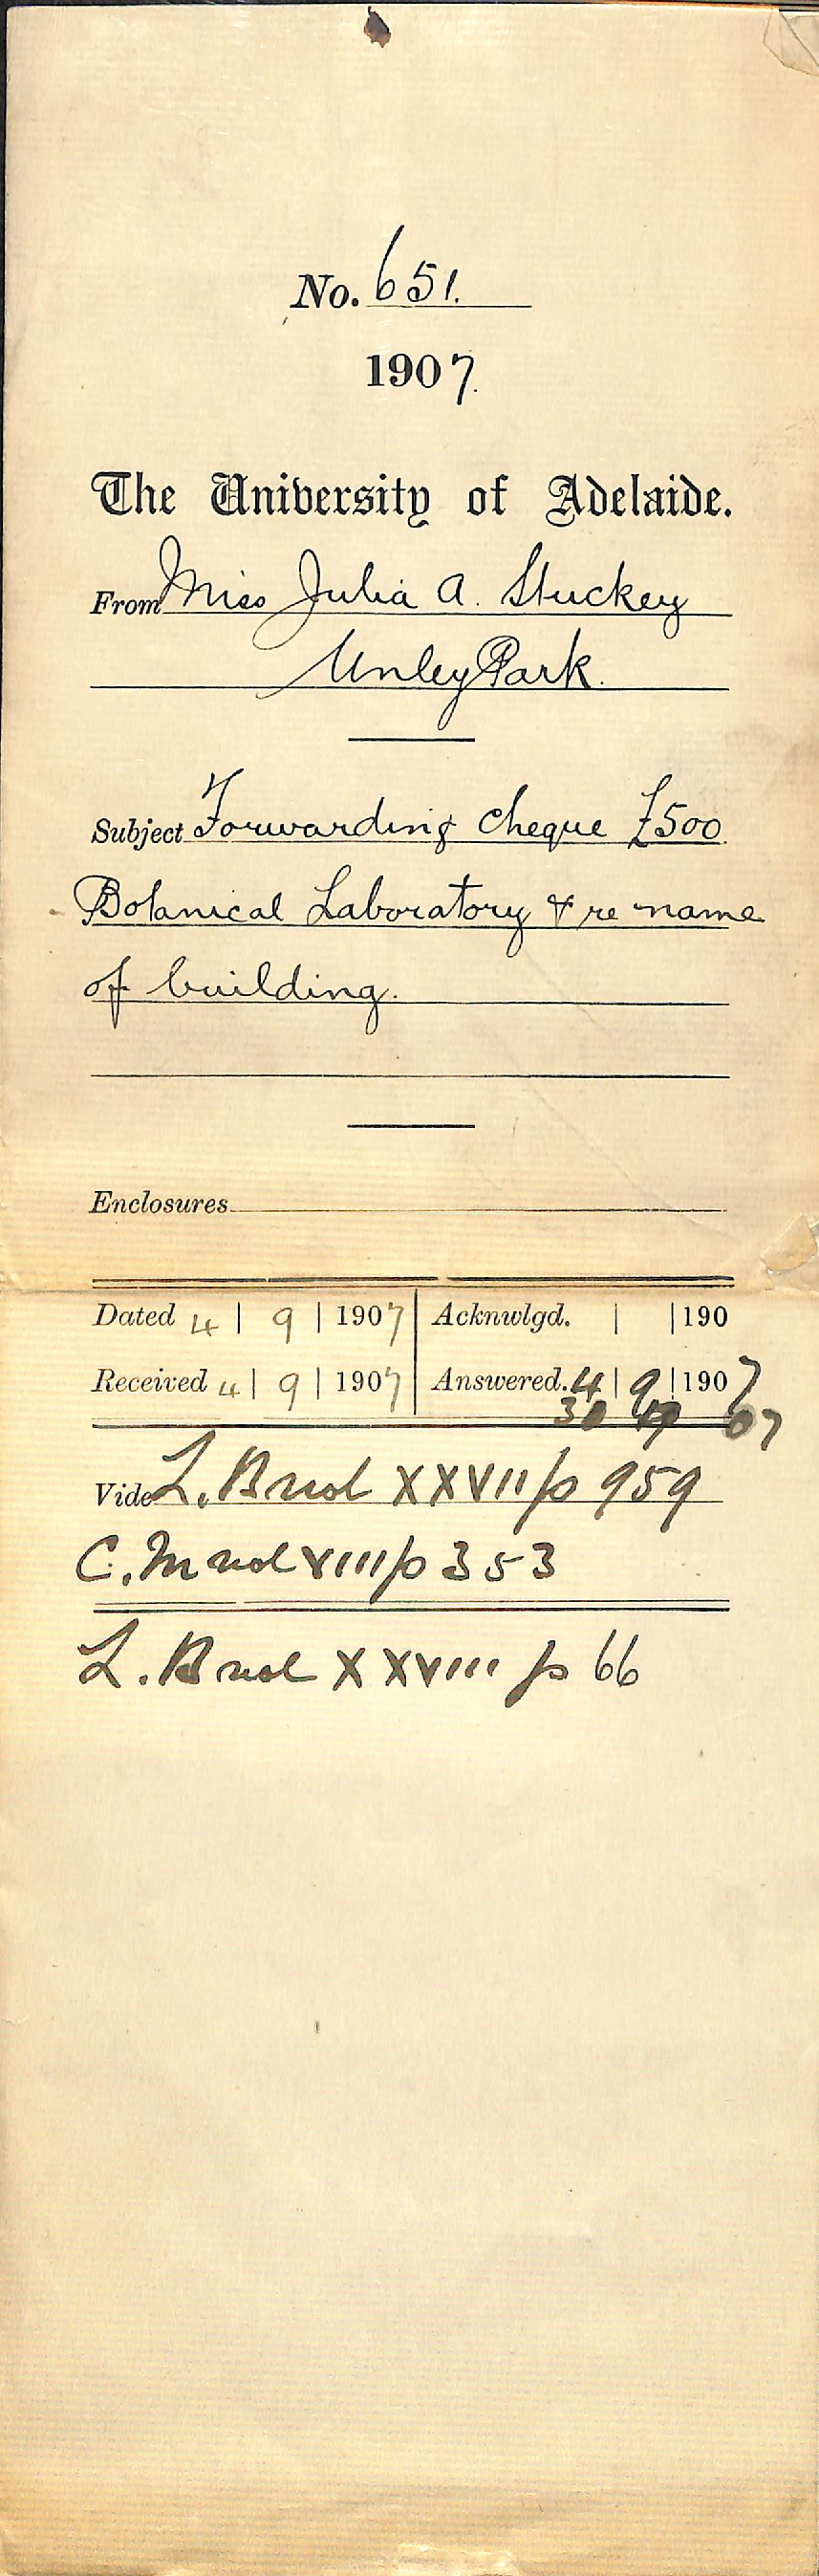 No. 651.
1907.
The University of Adelaide.
From Miss Julia A. Stuckey
Unley Park.
Subject Forwarding cheque £500
Botanical Laboratory & re name
of building.
Enclosures
Dated 4 | 9 | 1907 Acknwlgd. | | 190
Received 4 | 9 | 1907 Answered. 4 | 9 | 1907
30 07
Vide L. B vol XXVII p 959
C. M vol VIII p 353
L. B vol XXVIII p 66